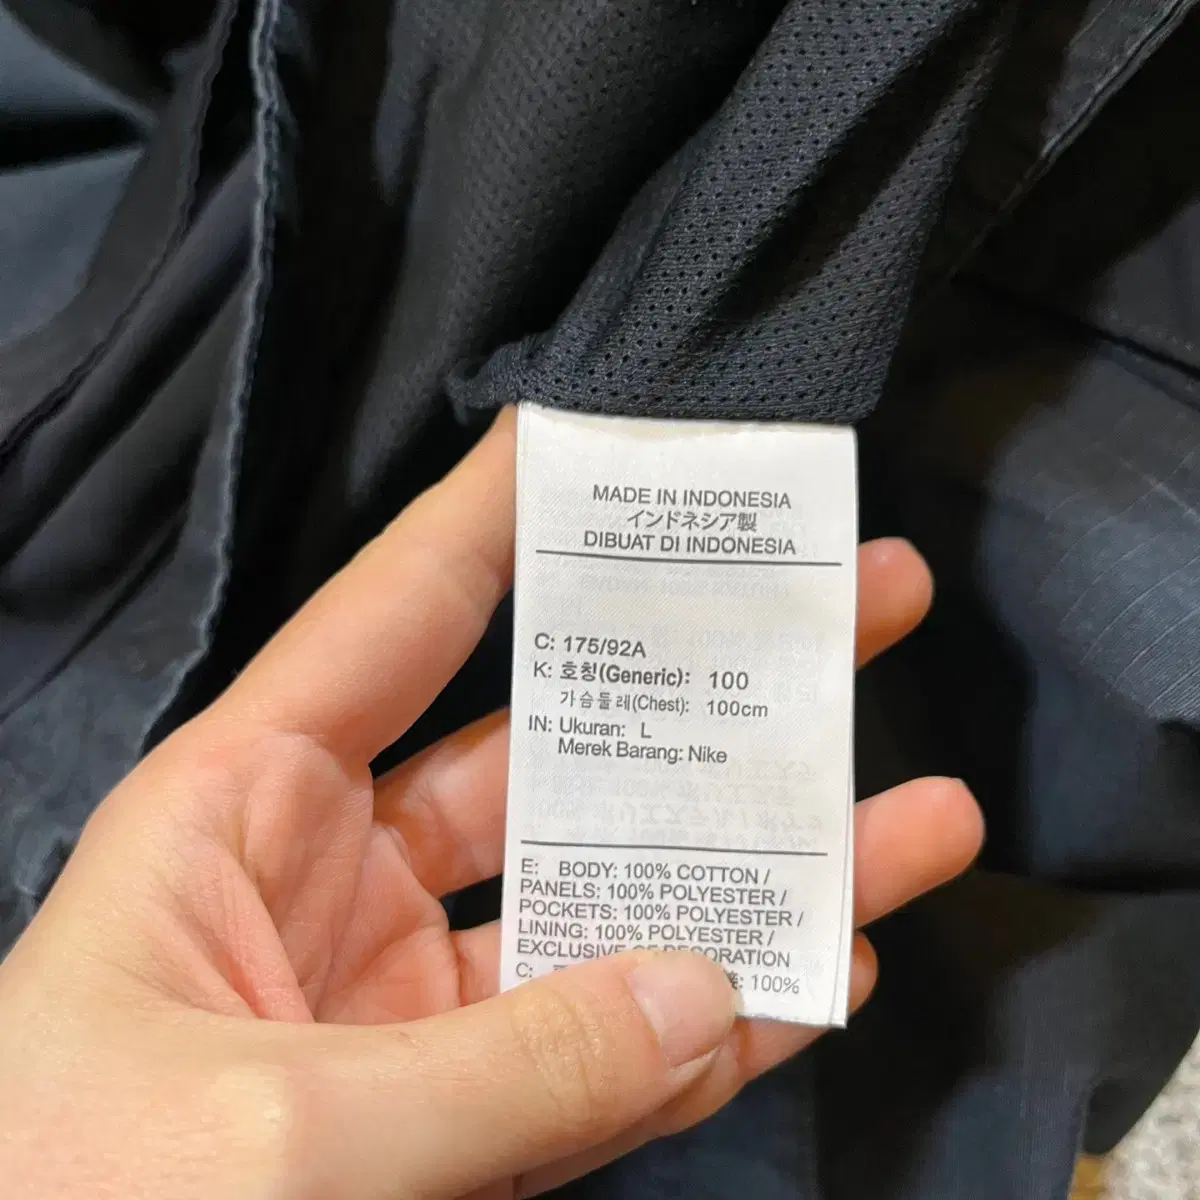 MADE IN INDONESIA
インドネシア製
DIBUAT DI INDONESIA
C: 175/92A
K: 호칭(Generic): 100
가슴둘레(Chest): 100cm
IN: Ukuran: L
Merek Barang: Nike
E: BODY: 100% COTTON /
PANELS: 100% POLYESTER /
POCKETS: 100% POLYESTER /
LINING: 100% POLYESTER /
EXCLUSIVE OF DECORATION
C: 100%